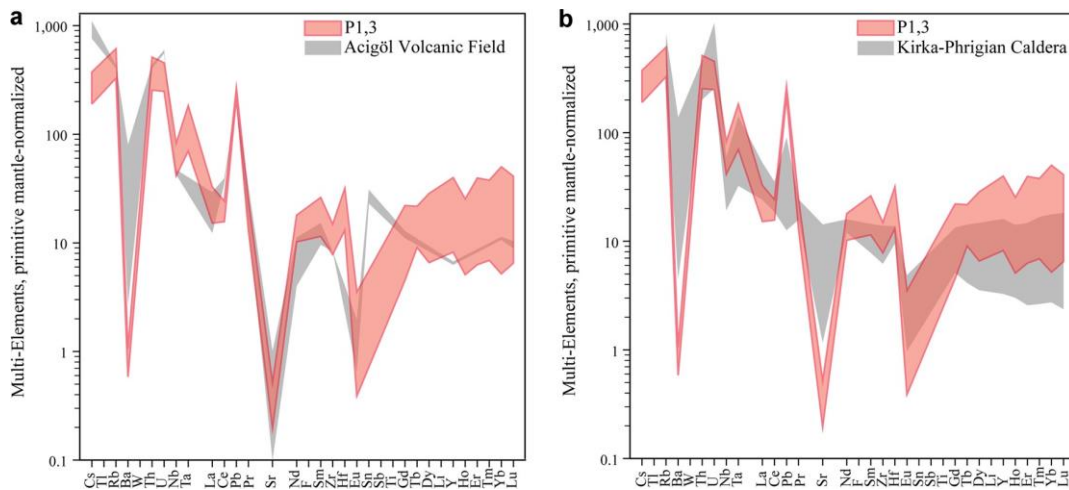 a
P1,3
Acigöl Volcanic Field
Multi-Elements, primitive mantle-normalized
1,000
100
10
1
0.1
Cs Tl Rb Ba W Th U Nb Ta La Ce Pb Pr Sr Nd F Sm Zr Hf Eu Sn Sb Ti Gd Tb Dy Li Y Ho Er Tm Yb Lu
b
P1,3
Kirka-Phrigian Caldera
Multi-Elements, primitive mantle-normalized
1,000
100
10
1
0.1
Cs Tl Rb Ba W Th U Nb Ta La Ce Pb Pr Sr Nd F Sm Zr Hf Eu Sn Sb Ti Gd Tb Dy Li Y Ho Er Tm Yb Lu